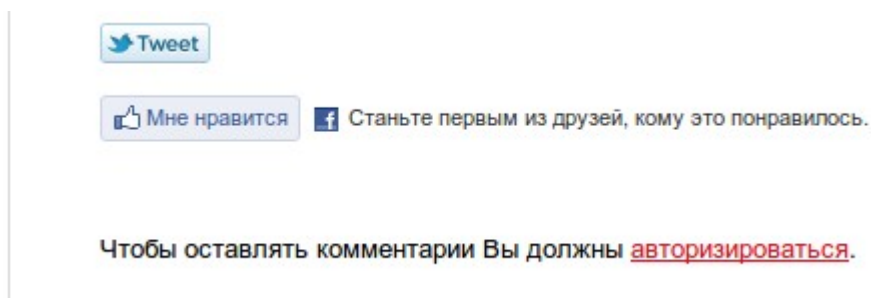 Tweet
Мне нравится Станьте первым из друзей, кому это понравилось.
Чтобы оставлять комментарии Вы должны авторизироваться.